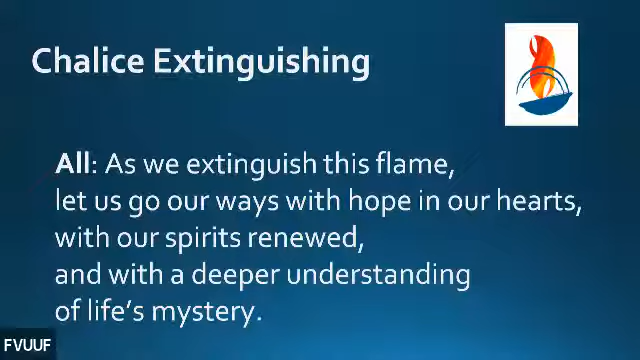 Chalice Extinguishing
All: As we extinguish this flame,
let us go our ways with hope in our hearts,
with our spirits renewed,
and with a deeper understanding
of life’s mystery.
FVUUF